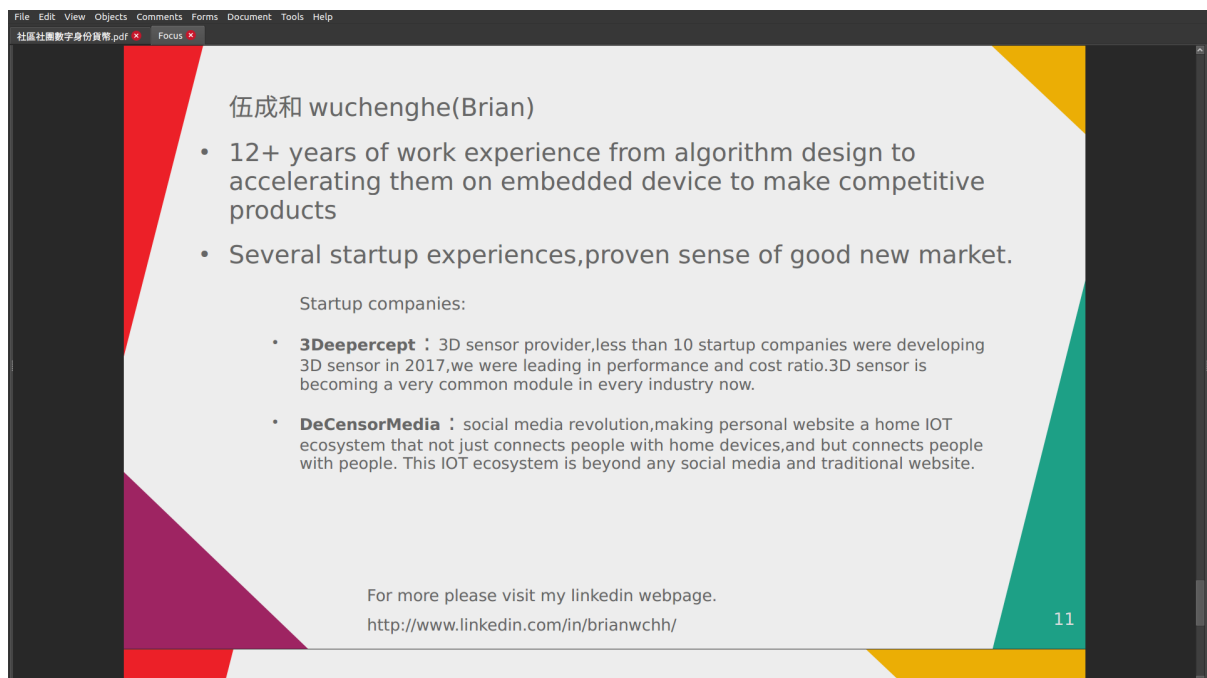 File Edit View Objects Comments Forms Document Tools Help
社區社團數字身份貨幣.pdf Focus
伍成和 wuchenghe(Brian)
• 12+ years of work experience from algorithm design to
accelerating them on embedded device to make competitive
products
• Several startup experiences,proven sense of good new market.
Startup companies:
• 3Deepercept：3D sensor provider,less than 10 startup companies were developing
3D sensor in 2017,we were leading in performance and cost ratio.3D sensor is
becoming a very common module in every industry now.
• DeCensorMedia：social media revolution,making personal website a home IOT
ecosystem that not just connects people with home devices,and but connects people
with people. This IOT ecosystem is beyond any social media and traditional website.
For more please visit my linkedin webpage.
http://www.linkedin.com/in/brianwchh/
11